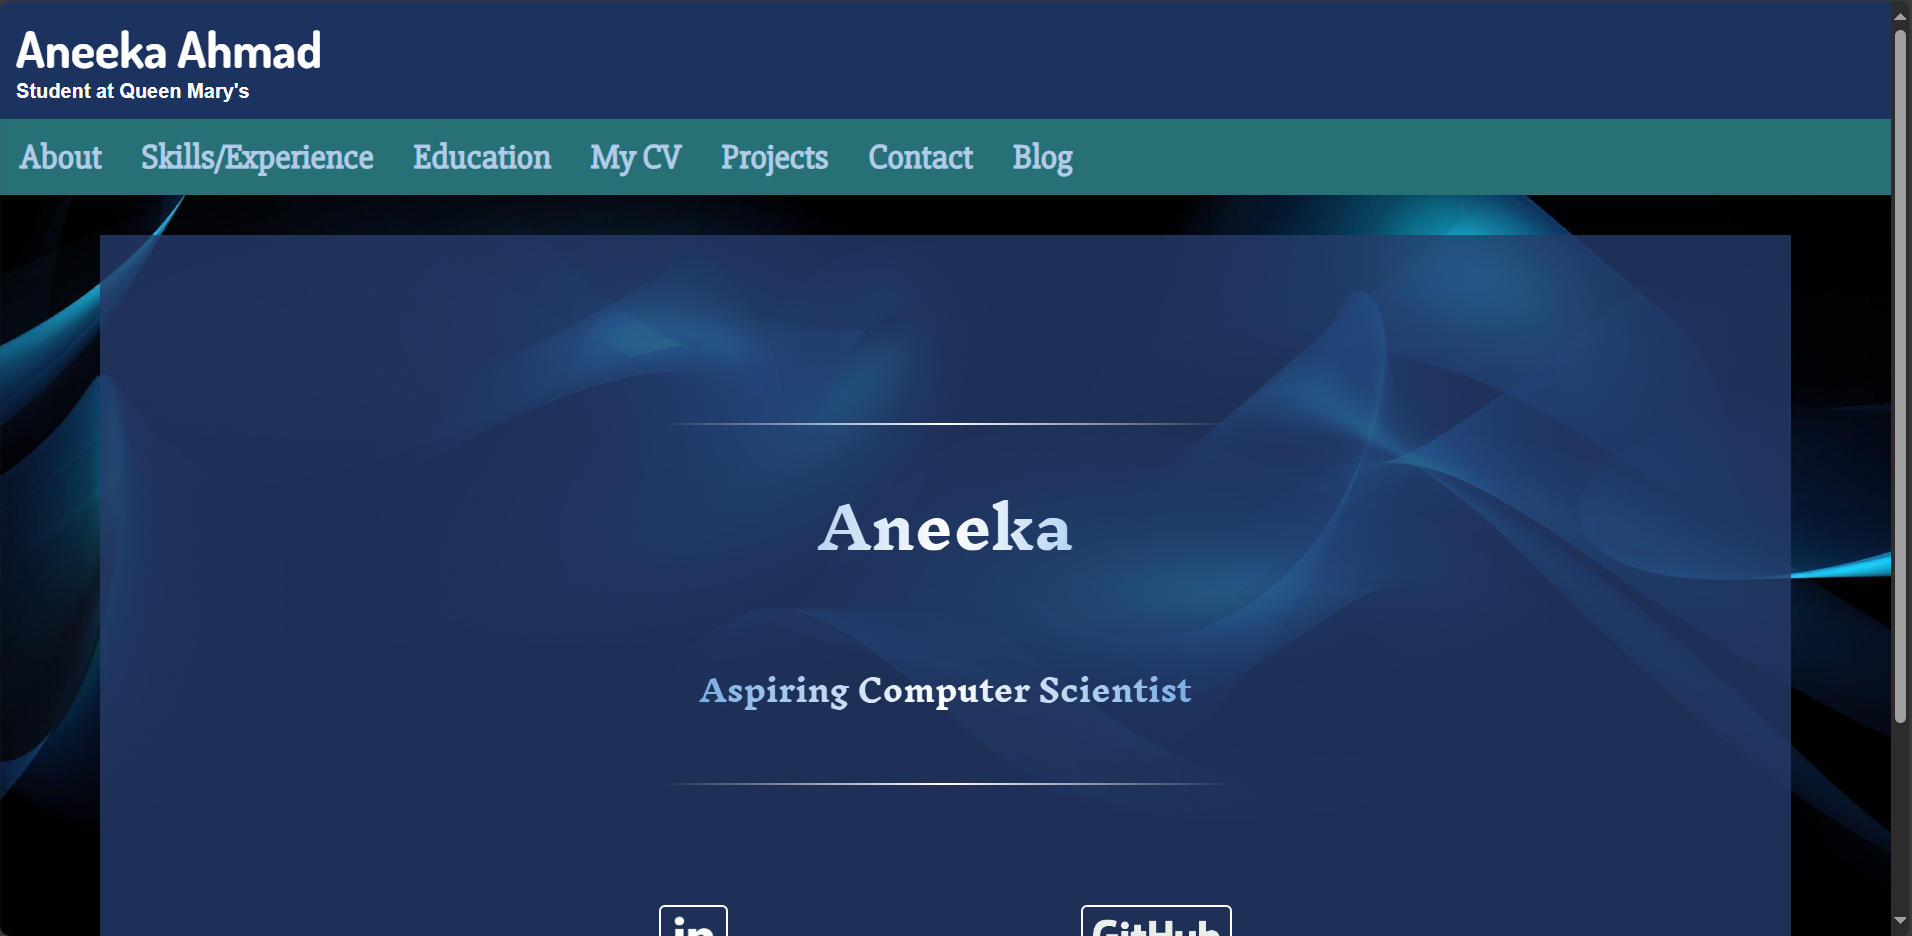 Aneeka Ahmad
Student at Queen Mary's
About Skills/Experience Education My CV Projects Contact Blog
Aneeka
Aspiring Computer Scientist
in GitHub